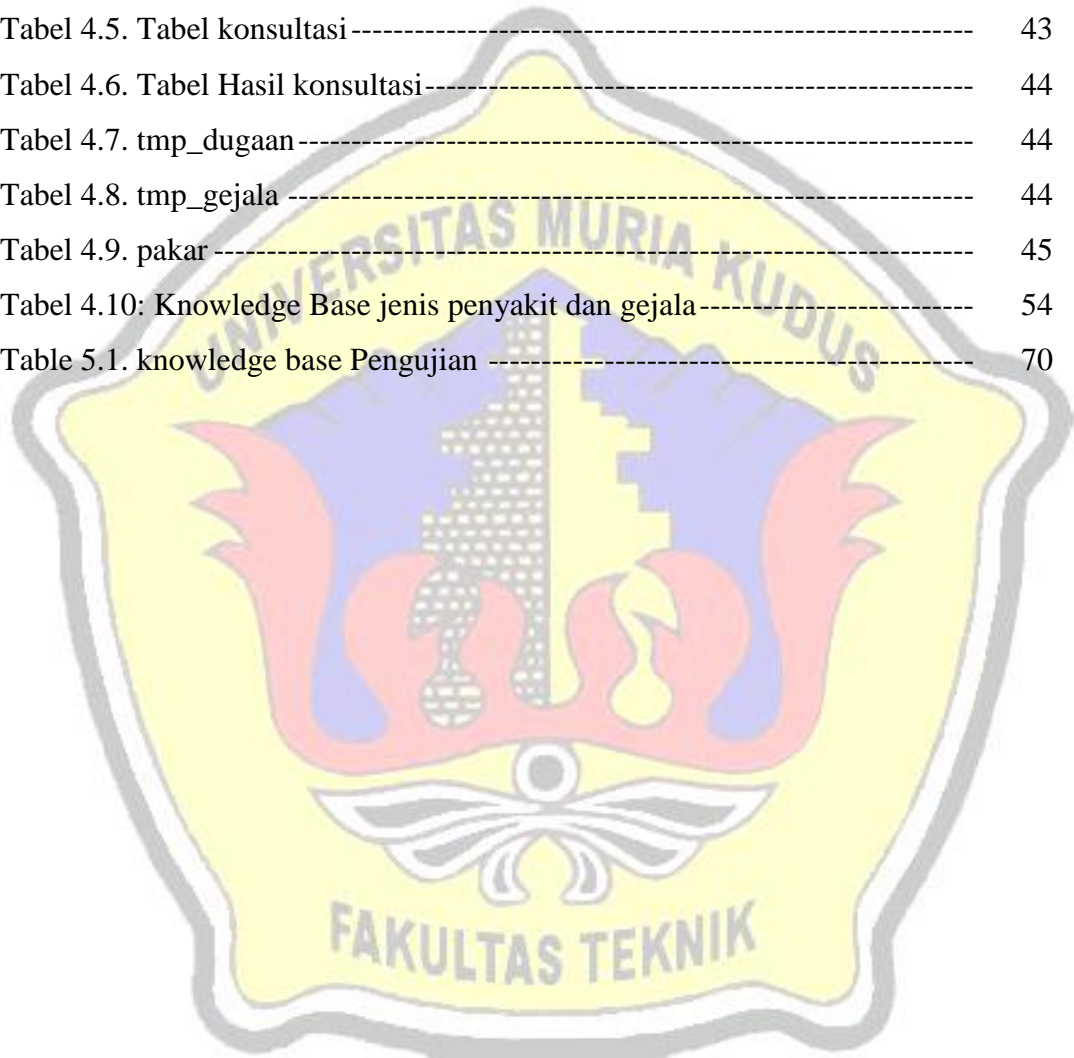 Tabel 4.5. Tabel konsultasi----------------------------------------------------------- 43
Tabel 4.6. Tabel Hasil konsultasi---------------------------------------------------- 44
Tabel 4.7. tmp_dugaan---------------------------------------------------------------- 44
Tabel 4.8. tmp_gejala ----------------------------------------------------------------- 44
Tabel 4.9. pakar------------------------------------------------------------------------ 45
Tabel 4.10: Knowledge Base jenis penyakit dan gejala-------------------------- 54
Table 5.1. knowledge base Pengujian ---------------------------------------------- 70
UNIVERSITAS MURIA KUDUS
FAKULTAS TEKNIK